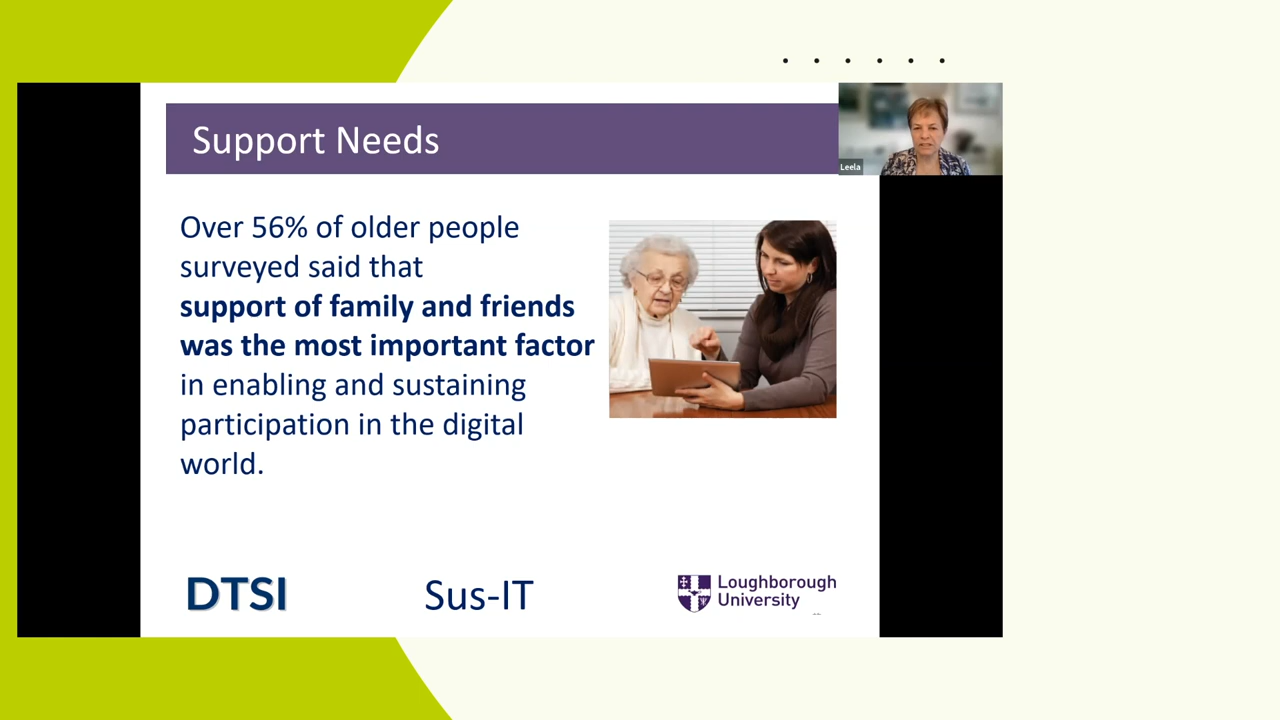 Support Needs
Leela
Over 56% of older people
surveyed said that
support of family and friends
was the most important factor
in enabling and sustaining
participation in the digital
world.
DTSI
Sus-IT
Loughborough
University